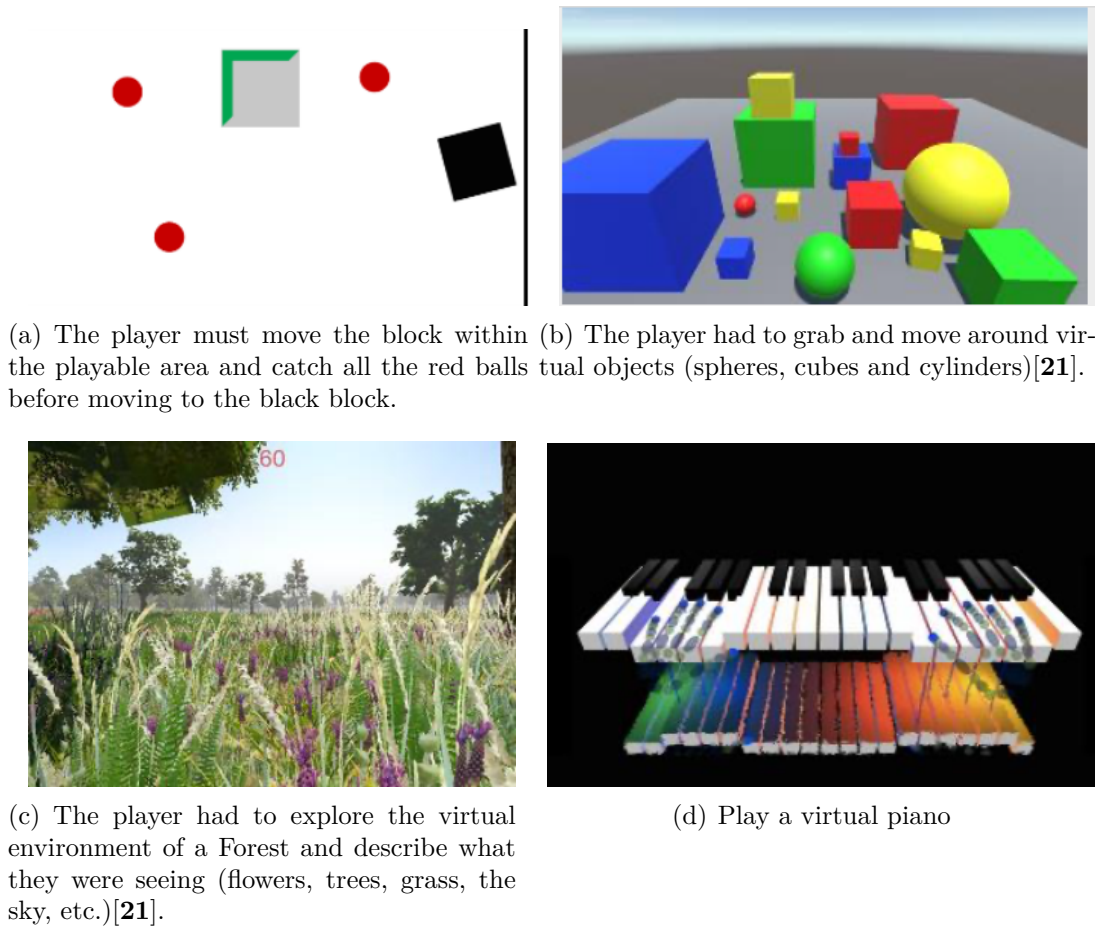 (a) The player must move the block within
the playable area and catch all the red balls
before moving to the black block.
(b) The player had to grab and move around vir-
tual objects (spheres, cubes and cylinders)[21].
60
(c) The player had to explore the virtual
environment of a Forest and describe what
they were seeing (flowers, trees, grass, the
sky, etc.)[21].
(d) Play a virtual piano